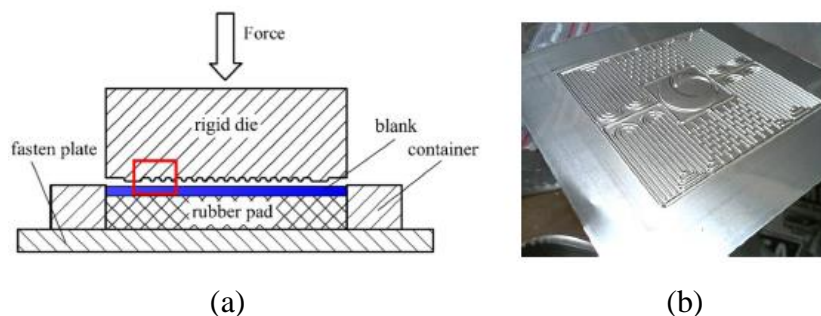 Force
rigid die
blank
fasten plate
container
rubber pad
(a)
(b)